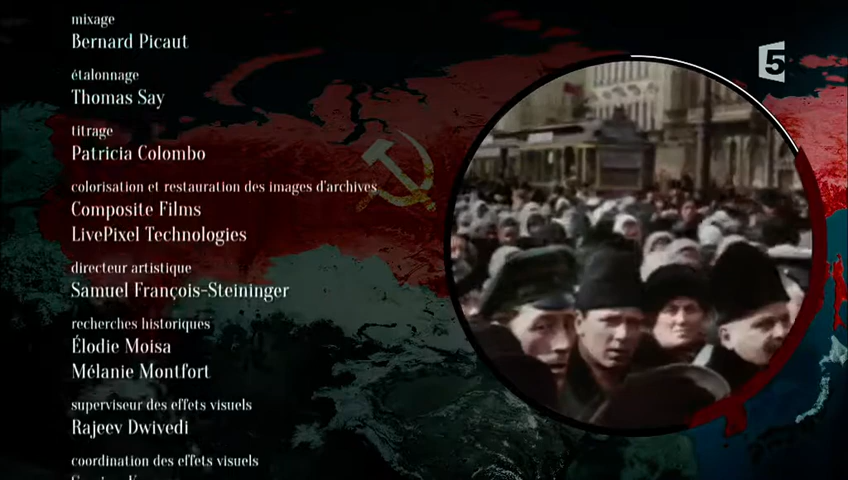 mixage
Bernard Picaut
5
étalonnage
Thomas Say
titrage
Patricia Colombo
colorisation et restauration des images d'archives
Composite Films
LivePixel Technologies
directeur artistique
Samuel François-Steininger
recherches historiques
Élodie Moisa
Mélanie Montfort
superviseur des effets visuels
Rajeev Dwivedi
coordination des effets visuels